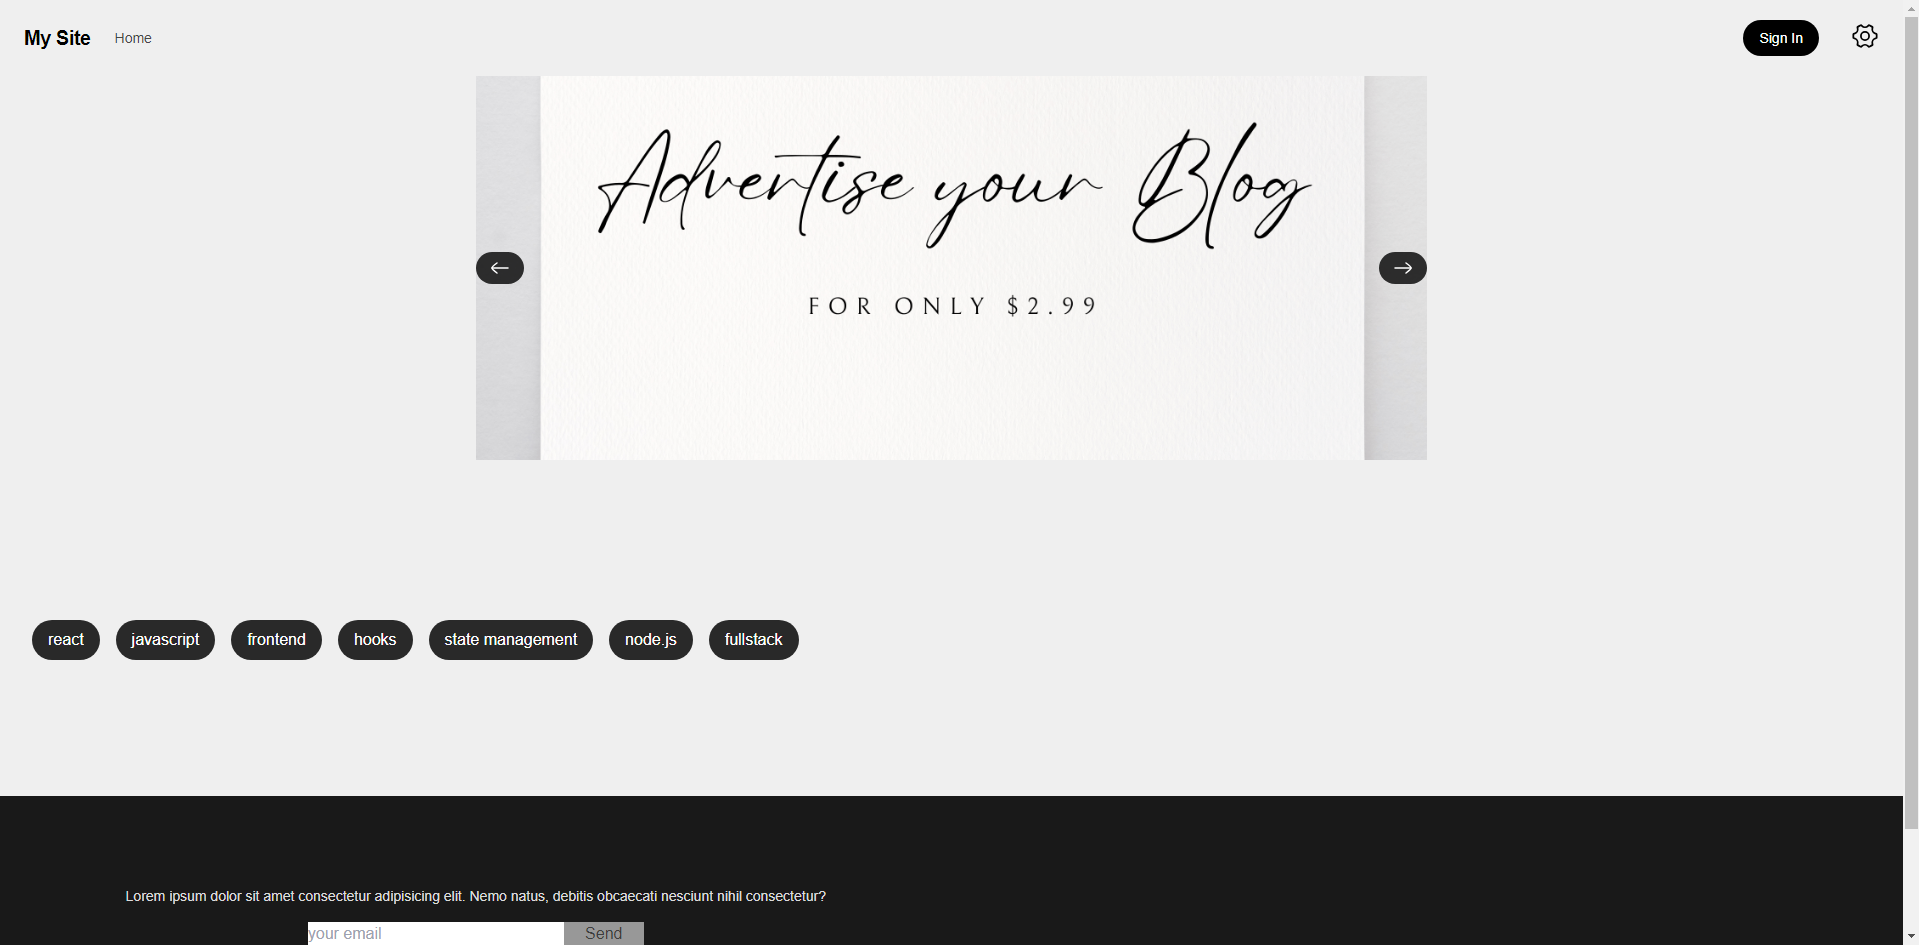 My Site Home Sign In
Advertise your Blog
FOR ONLY $2.99
react javascript frontend hooks state management node.js fullstack
Lorem ipsum dolor sit amet consectetur adipisicing elit. Nemo natus, debitis obcaecati nesciunt nihil consectetur?
your email Send